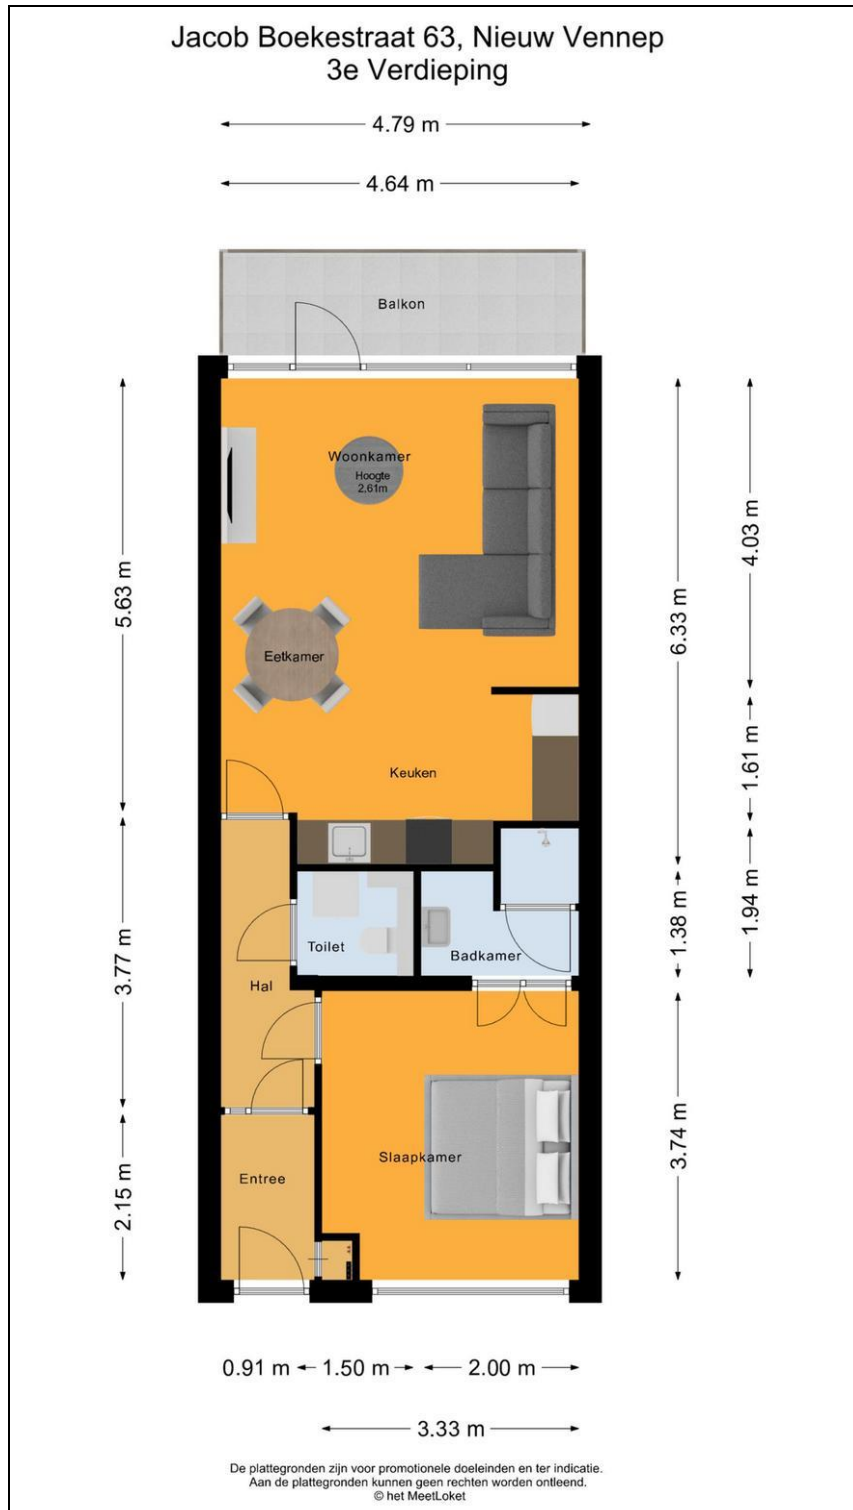 Jacob Boekestraat 63, Nieuw Vennep
3e Verdieping
4.79 m
4.64 m
Balkon
Woonkamer
Hoogte
2,61m
4.03 m
5.63 m
6.33 m
Eetkamer
1.61 m
Keuken
1.94 m
1.38 m
Toilet
Badkamer
3.77 m
Hal
3.74 m
Slaapkamer
Entree
2.15 m
0.91 m
1.50 m
2.00 m
3.33 m
De plattegronden zijn voor promotionele doeleinden en ter indicatie.
Aan de plattegronden kunnen geen rechten worden ontleend.
© het MeetLoket